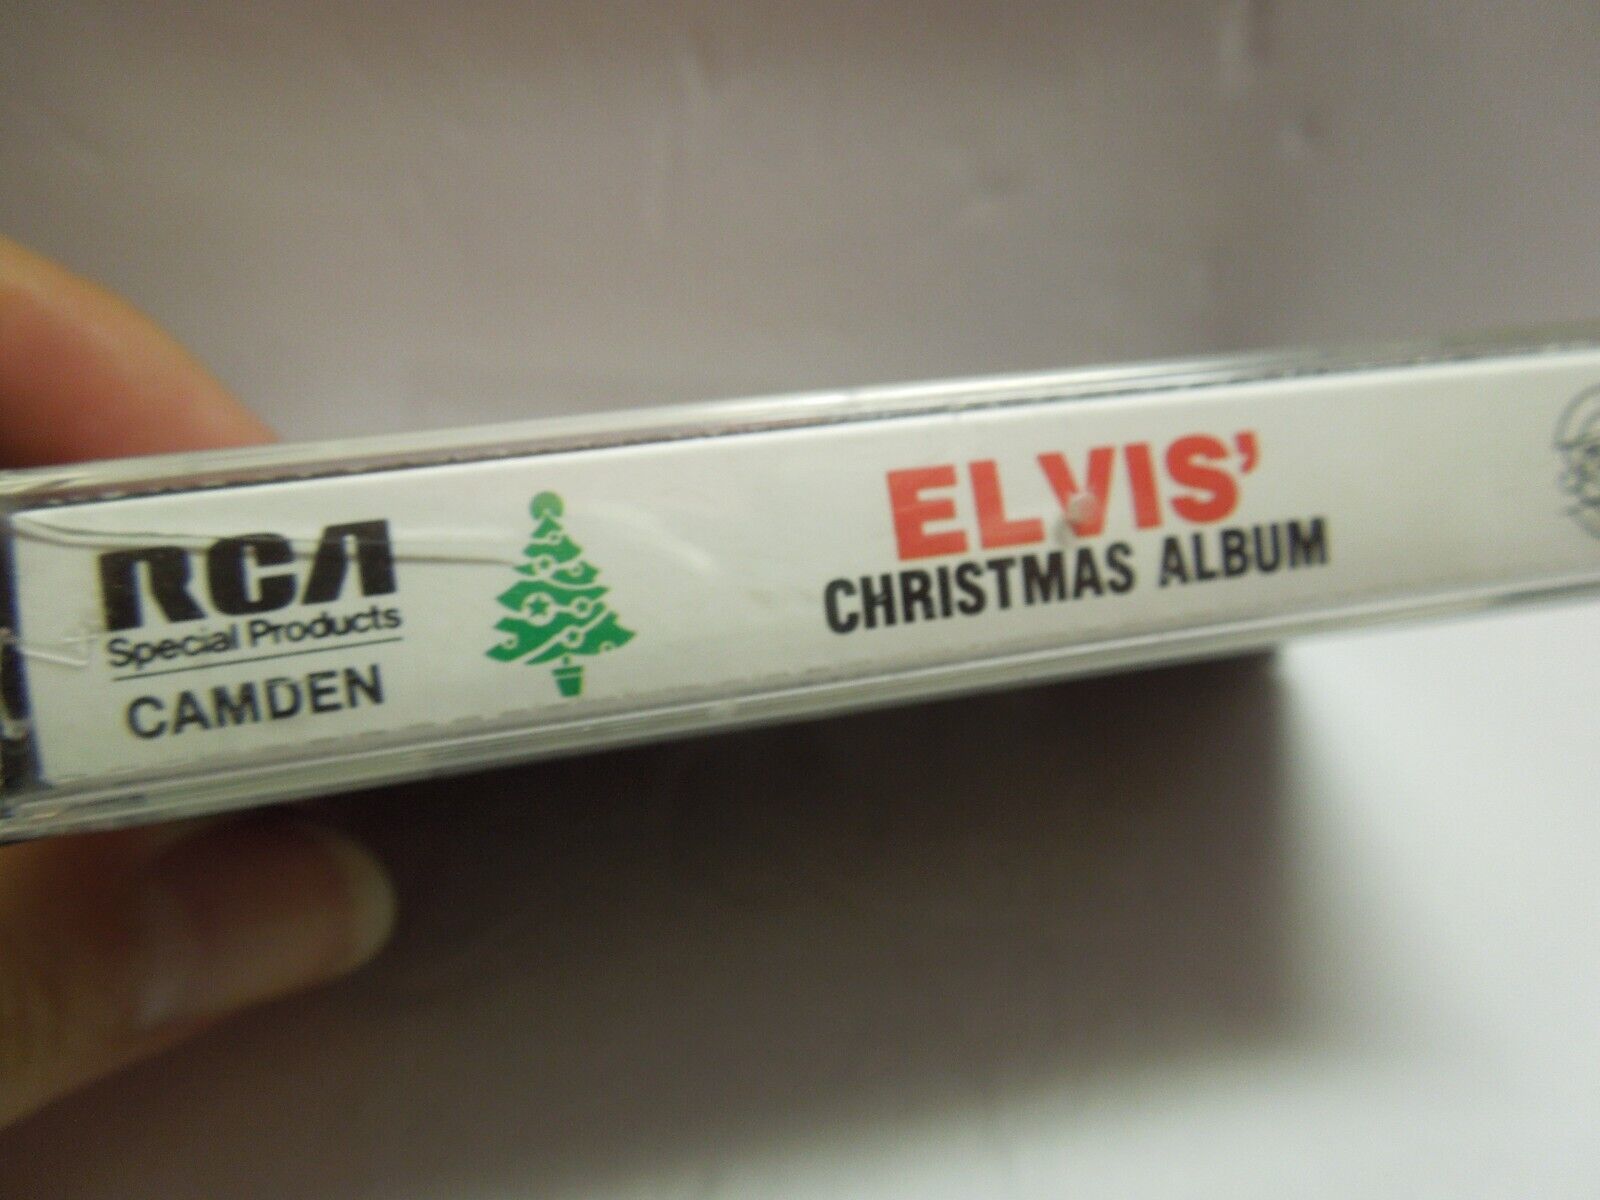 RCA
Special Products
CAMDEN
ELVIS'
CHRISTMAS ALBUM